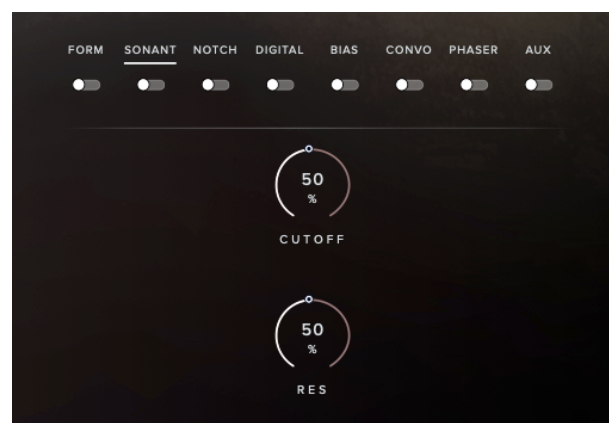 FORM SONANT NOTCH DIGITAL BIAS CONVO PHASER AUX
50
%
CUTOFF
50
%
RES